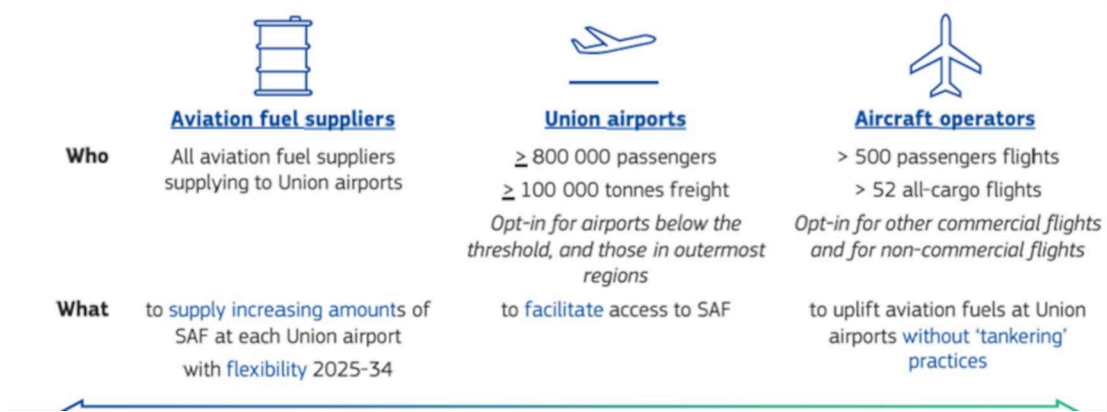 Aviation fuel suppliers
Union airports
Aircraft operators
Who
All aviation fuel suppliers
supplying to Union airports
≥ 800 000 passengers
≥ 100 000 tonnes freight
Opt-in for airports below the
threshold, and those in outermost
regions
> 500 passengers flights
> 52 all-cargo flights
Opt-in for other commercial flights
and for non-commercial flights
What
to supply increasing amounts of
SAF at each Union airport
with flexibility 2025-34
to facilitate access to SAF
to uplift aviation fuels at Union
airports without ‘tankering’
practices